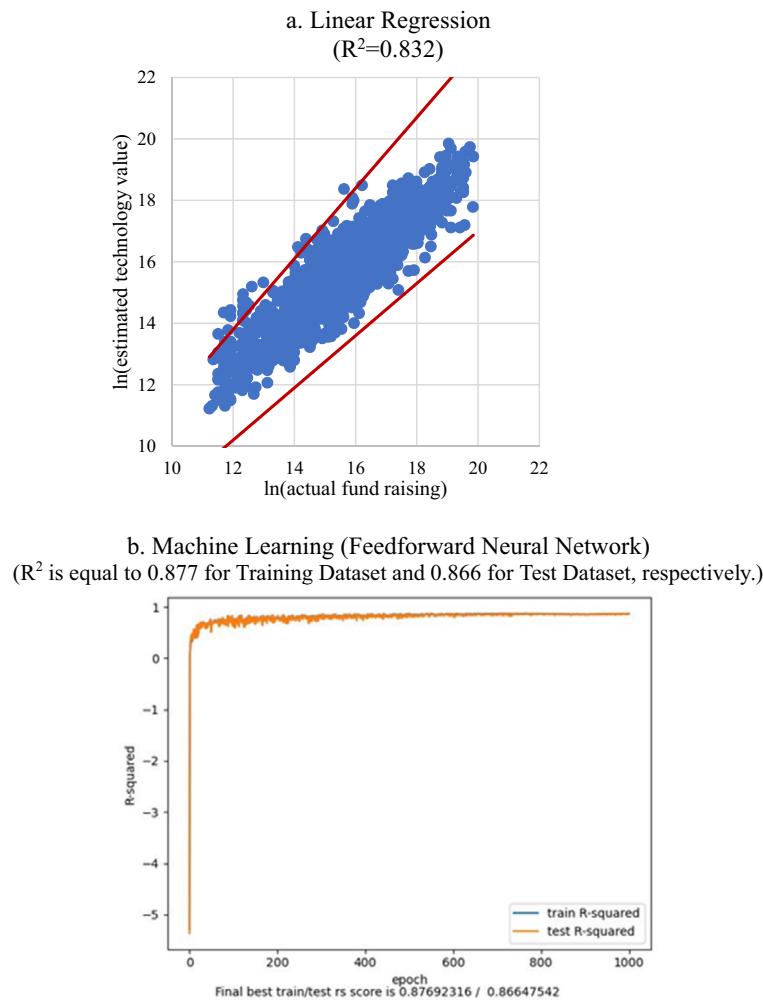 a. Linear Regression
(R²=0.832)
22
20
18
16
14
12
10
ln(estimated technology value)
10 12 14 16 18 20 22
ln(actual fund raising)
b. Machine Learning (Feedforward Neural Network)
(R² is equal to 0.877 for Training Dataset and 0.866 for Test Dataset, respectively.)
1
0
−1
−2
−3
−4
−5
R-squared
train R-squared
test R-squared
0 200 400 600 800 1000
epoch
Final best train/test rs score is 0.87692316 / 0.86647542